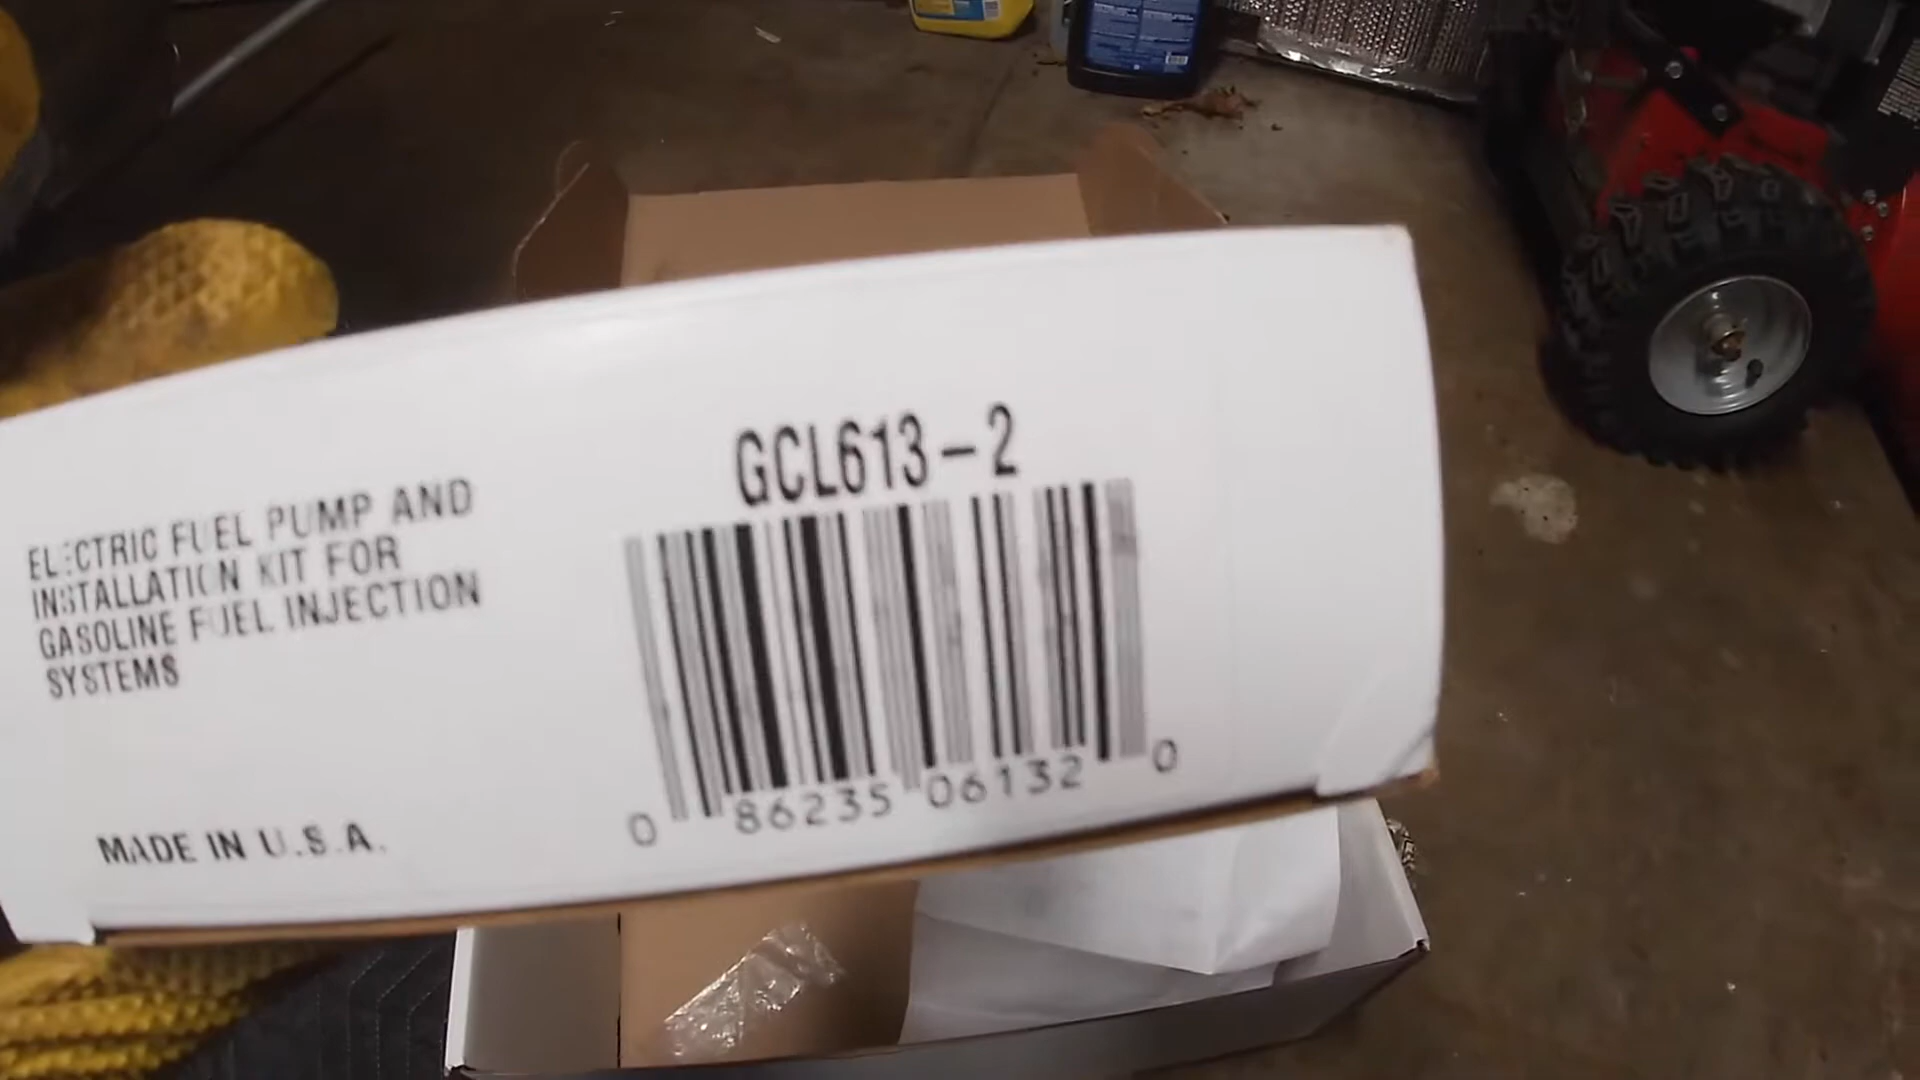 GCL613-2
ELECTRIC FUEL PUMP AND
INSTALLATION KIT FOR
GASOLINE FUEL INJECTION
SYSTEMS
0 86235 06132 0
MADE IN U.S.A.